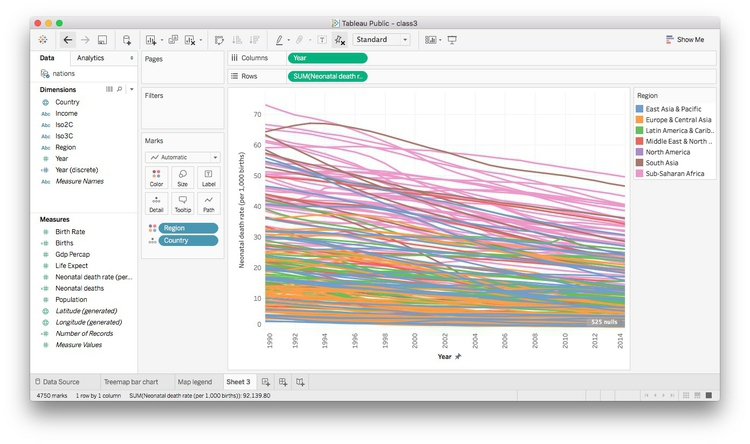 Tableau Public - class3
Standard
Show Me
Data
Analytics
nations
Dimensions
Country
Abc Income
Abc Iso2C
Abc Iso3C
Abc Region
Year
Abc Year (discrete)
Abc Measure Names
Measures
Birth Rate
Births
Gdp Percap
Life Expect
Neonatal death rate (per...
Neonatal deaths
Population
Latitude (generated)
Longitude (generated)
Number of Records
Measure Values
Pages
Filters
Marks
Automatic
Color
Size
Label
Detail
Tooltip
Path
Region
Country
Columns
Year
Rows
SUM(Neonatal death r..
Neonatal death rate (per 1,000 births)
70
60
50
40
30
20
10
0
525 nulls
1990
1992
1994
1996
1998
2000
2002
2004
2006
2008
2010
2012
2014
Year
Region
East Asia & Pacific
Europe & Central Asia
Latin America & Carib..
Middle East & North ..
North America
South Asia
Sub-Saharan Africa
Data Source
Treemap bar chart
Map legend
Sheet 3
4750 marks
1 row by 1 column
SUM(Neonatal death rate (per 1,000 births)): 92,139.80